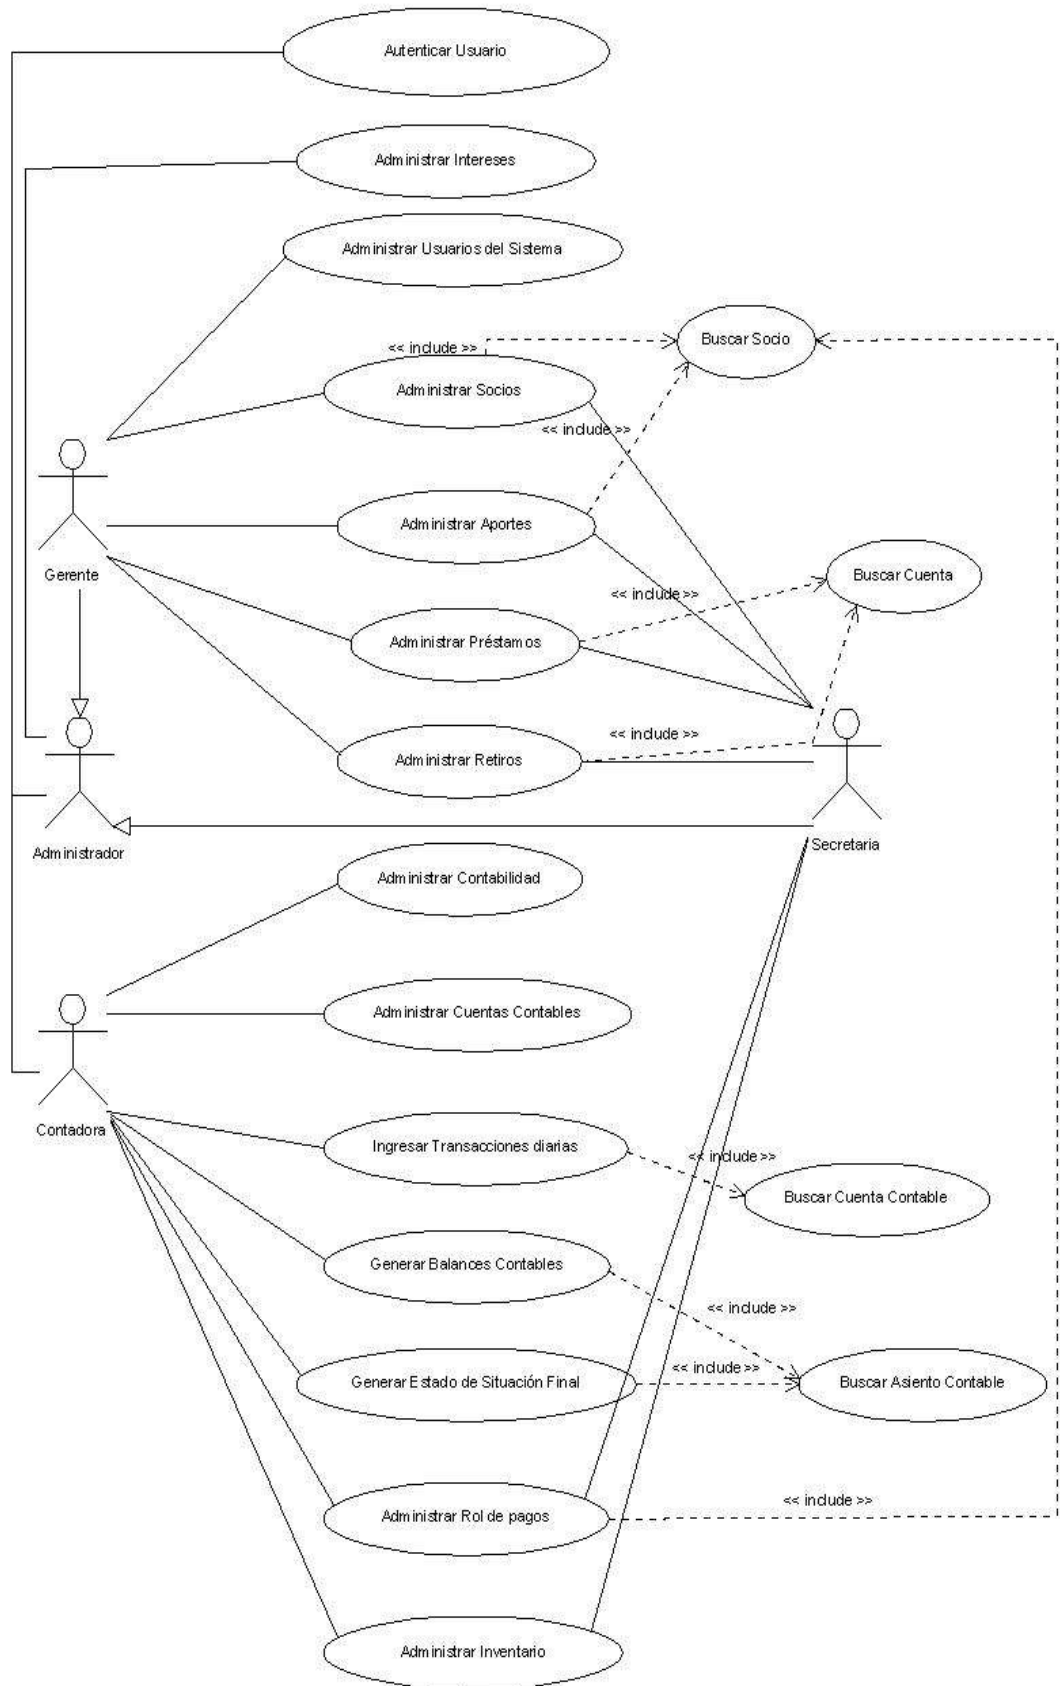 Autenticar Usuario
Administrar Intereses
Administrar Usuarios del Sistema
Buscar Socio
<< include >>
Administrar Socios
<< include >>
Administrar Aportes
Gerente
Buscar Cuenta
<< include >>
Administrar Préstamos
<< include >>
Administrar Retiros
Administrador
Secretaria
Administrar Contabilidad
Administrar Cuentas Contables
Contadora
Ingresar Transacciones diarias
<< include >>
Buscar Cuenta Contable
Generar Balances Contables
<< include >>
<< include >>
Generar Estado de Situación Final
Buscar Asiento Contable
<< include >>
Administrar Rol de pagos
Administrar Inventario